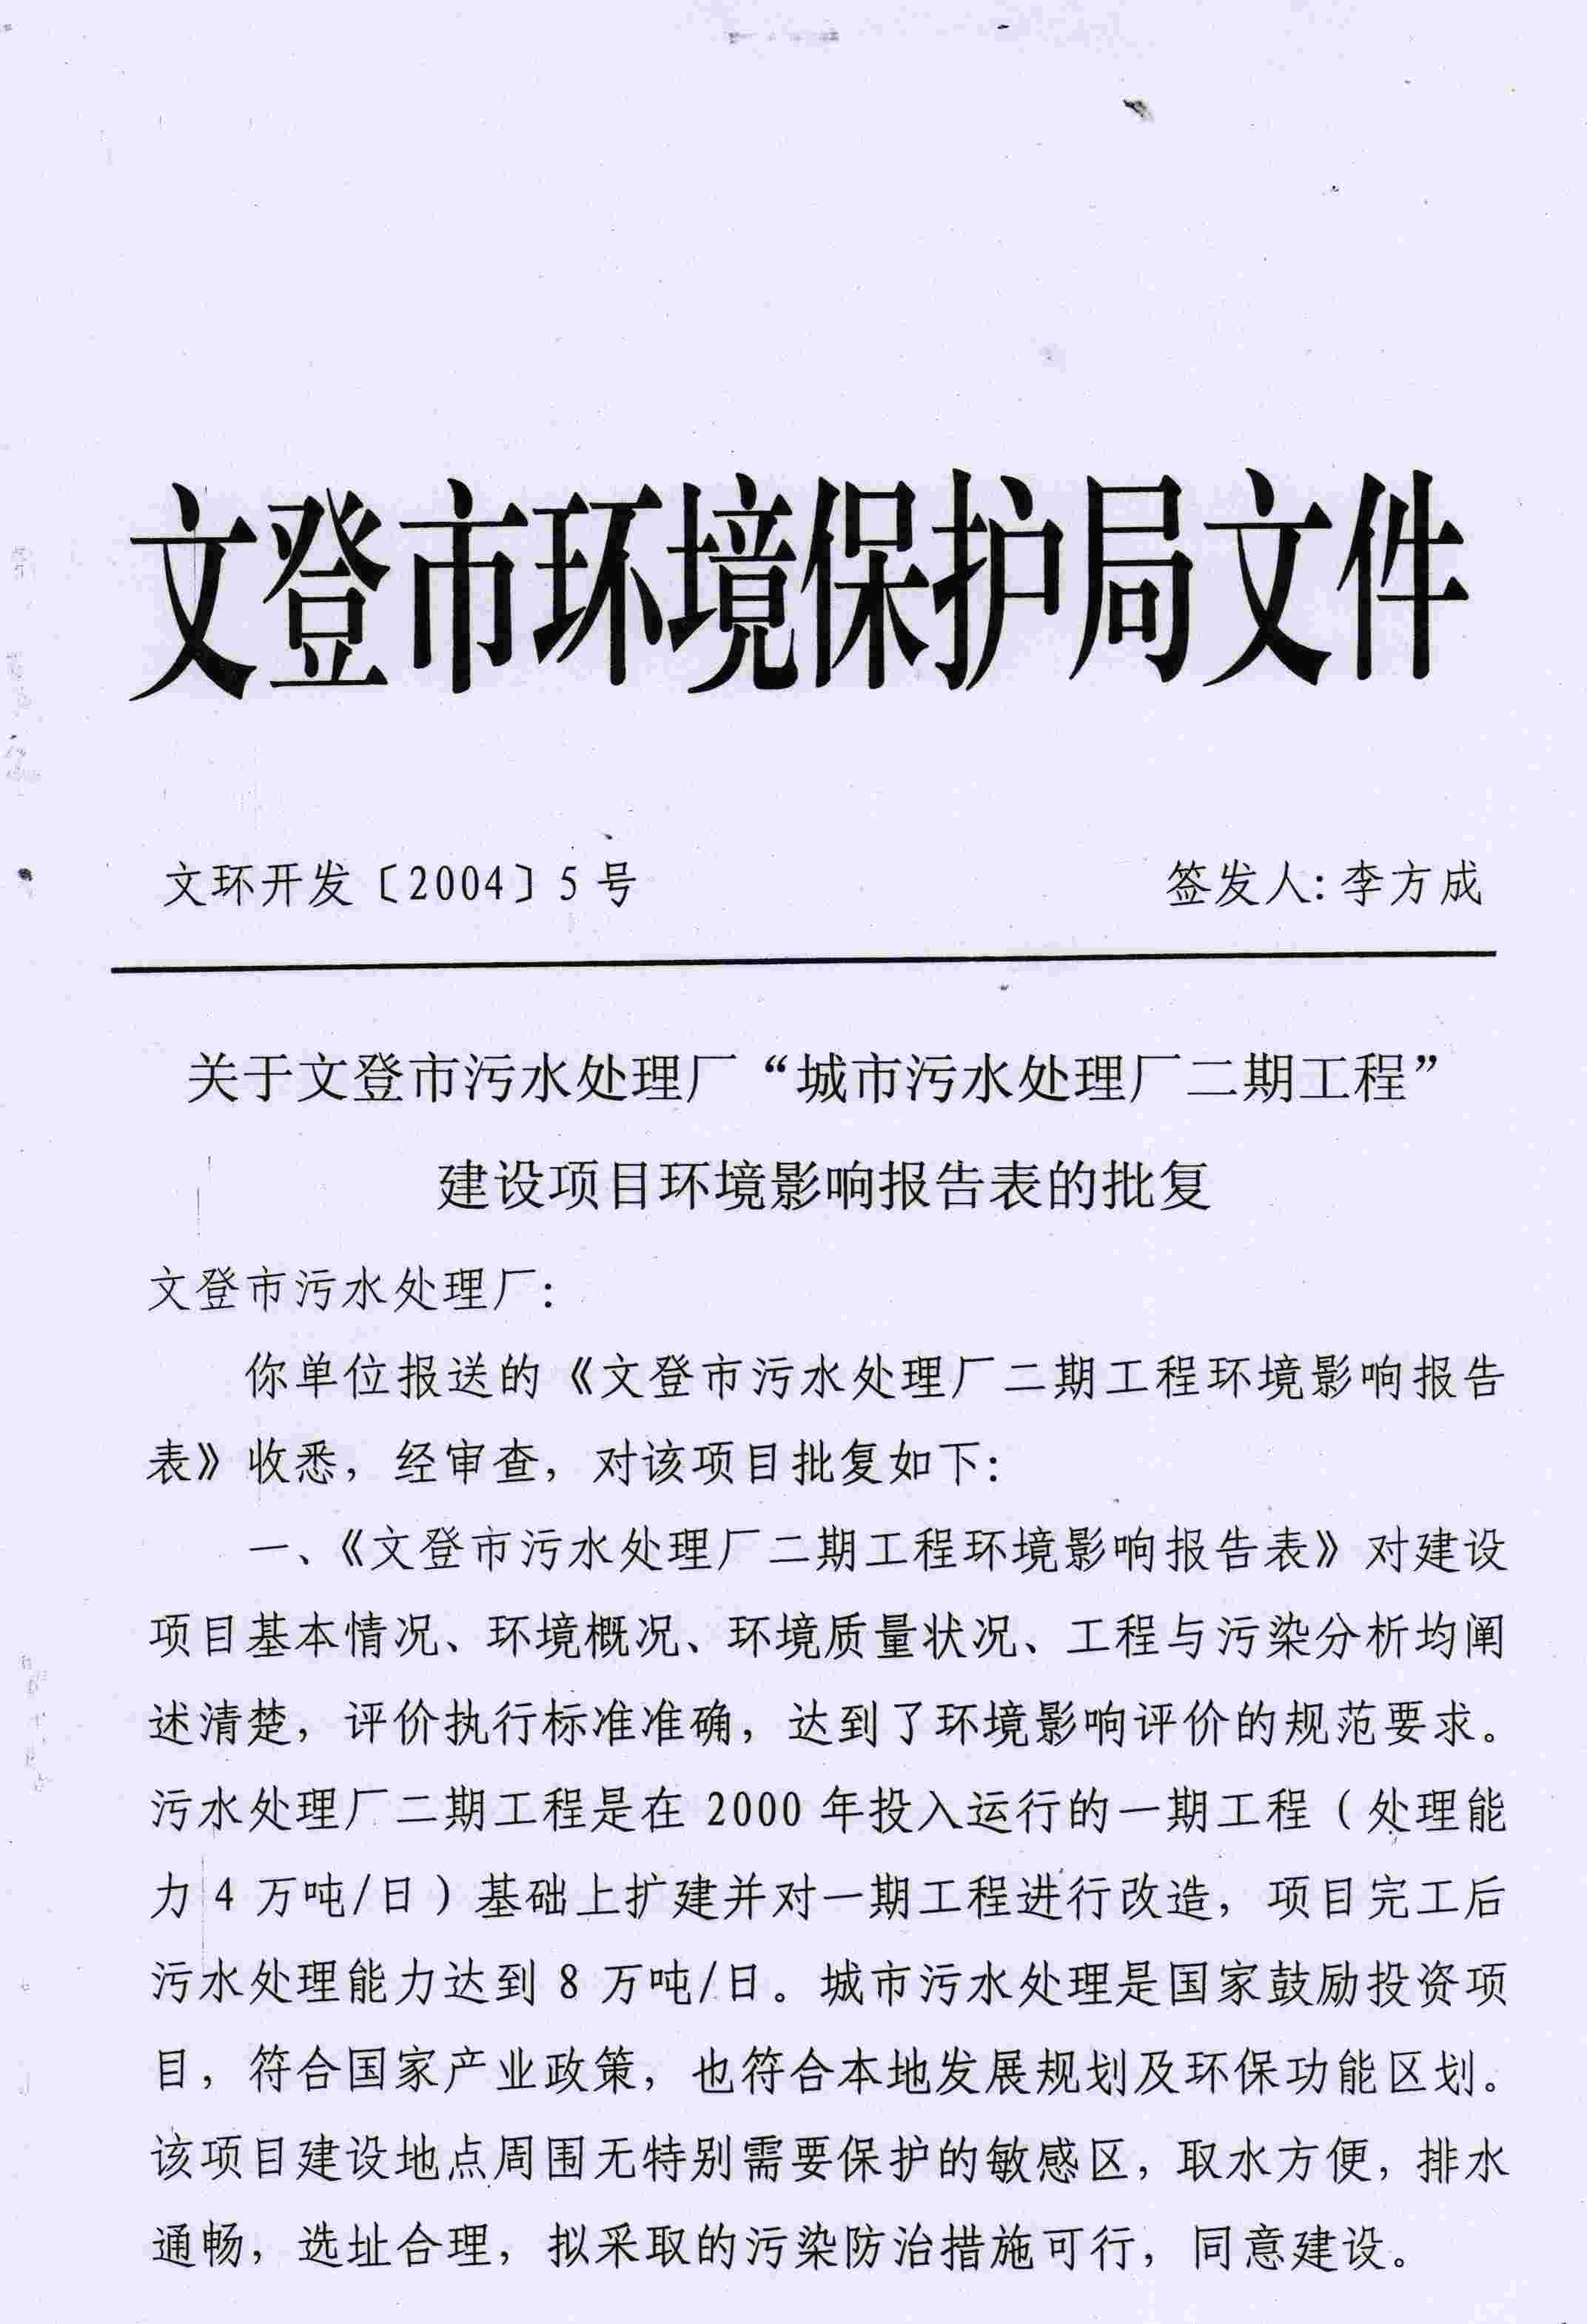 文登市环境保护局文件
文环开发〔2004〕5号 签发人:李方成
关于文登市污水处理厂“城市污水处理厂二期工程”
建设项目环境影响报告表的批复
文登市污水处理厂:
你单位报送的《文登市污水处理厂二期工程环境影响报告
表》收悉，经审查，对该项目批复如下:
一、《文登市污水处理厂二期工程环境影响报告表》对建设
项目基本情况、环境概况、环境质量状况、工程与污染分析均阐
述清楚，评价执行标准准确，达到了环境影响评价的规范要求。
污水处理厂二期工程是在 2000 年投入运行的一期工程（处理能
力 4 万吨/日）基础上扩建并对一期工程进行改造，项目完工后
污水处理能力达到 8 万吨/日。城市污水处理是国家鼓励投资项
目，符合国家产业政策，也符合本地发展规划及环保功能区划。
该项目建设地点周围无特别需要保护的敏感区，取水方便，排水
通畅，选址合理，拟采取的污染防治措施可行，同意建设。